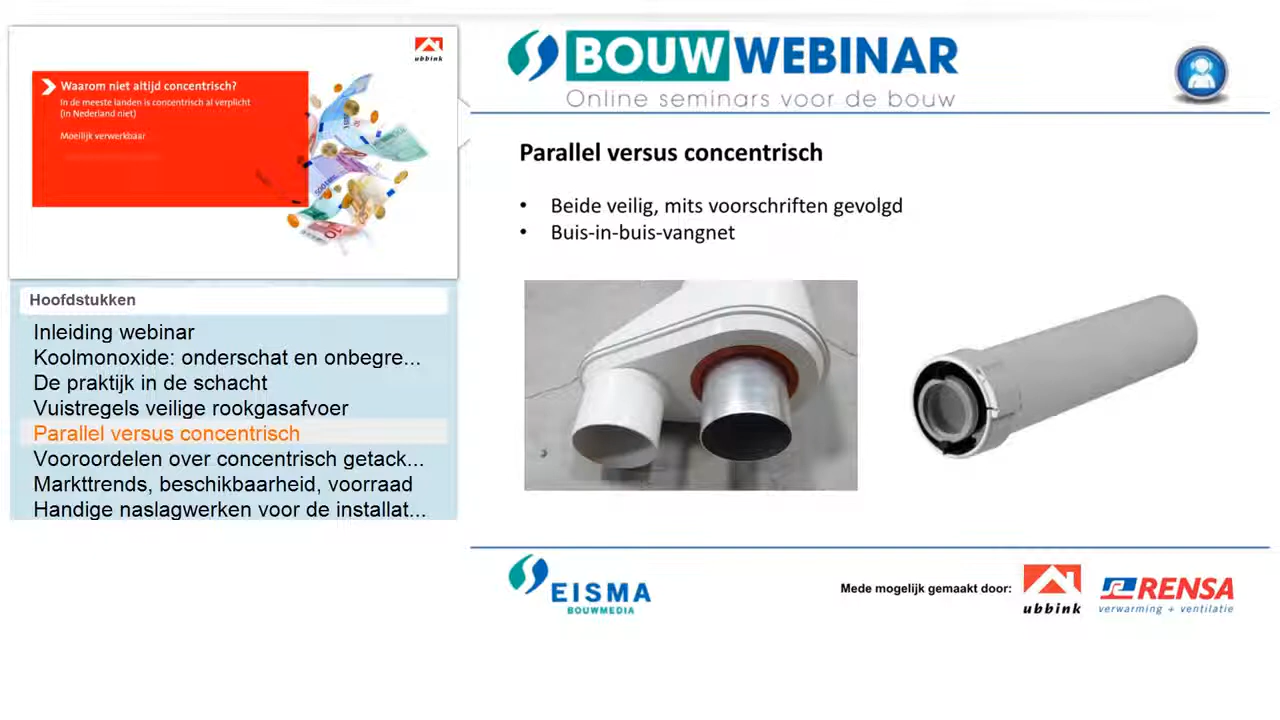 ubbink
Waarom niet altijd concentrisch?
In de meeste landen is concentrisch al verplicht
(in Nederland niet)
Moeilijk verwerkbaar
Hoofdstukken
Inleiding webinar
Koolmonoxide: onderschat en onbegre...
De praktijk in de schacht
Vuistregels veilige rookgasafvoer
Parallel versus concentrisch
Vooroordelen over concentrisch getack...
Markttrends, beschikbaarheid, voorraad
Handige naslagwerken voor de installat...
BOUW WEBINAR
Online seminars voor de bouw
Parallel versus concentrisch
• Beide veilig, mits voorschriften gevolgd
• Buis-in-buis-vangnet
EISMA
BOUWMEDIA
Mede mogelijk gemaakt door:
ubbink
RENSA
verwarming + ventilatie